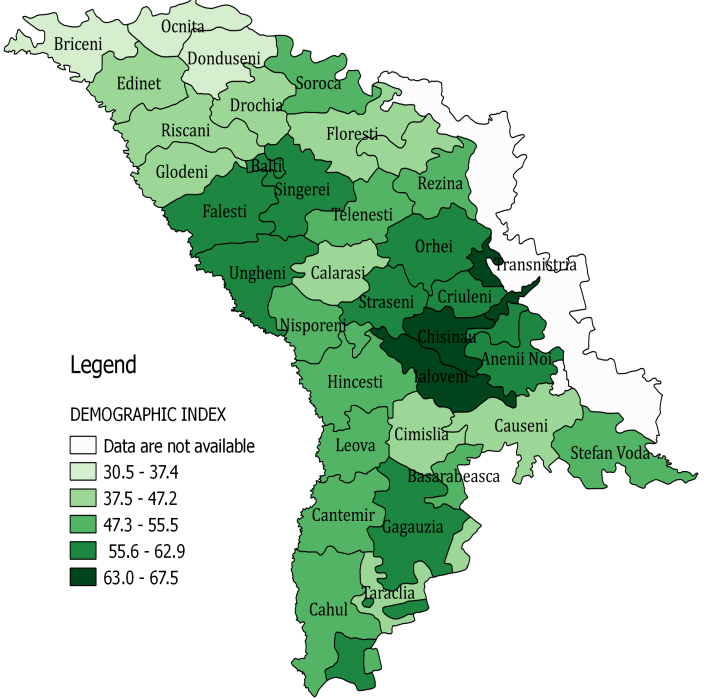 Ocnita
Briceni
Donduseni
Edinet
Soroca
Drochia
Riscani
Floresti
Balti
Glodeni
Singerei
Rezina
Falesti
Telenesti
Orhei
Transnistria
Ungheni
Calarasi
Straseni
Criuleni
Nisporeni
Chisinau
Anenii Noi
Ialoveni
Hincesti
Causeni
Cimislia
Leova
Stefan Voda
Basarabeasca
Cantemir
Gagauzia
Taraclia
Cahul
Legend
DEMOGRAPHIC INDEX
Data are not available
30.5 - 37.4
37.5 - 47.2
47.3 - 55.5
55.6 - 62.9
63.0 - 67.5